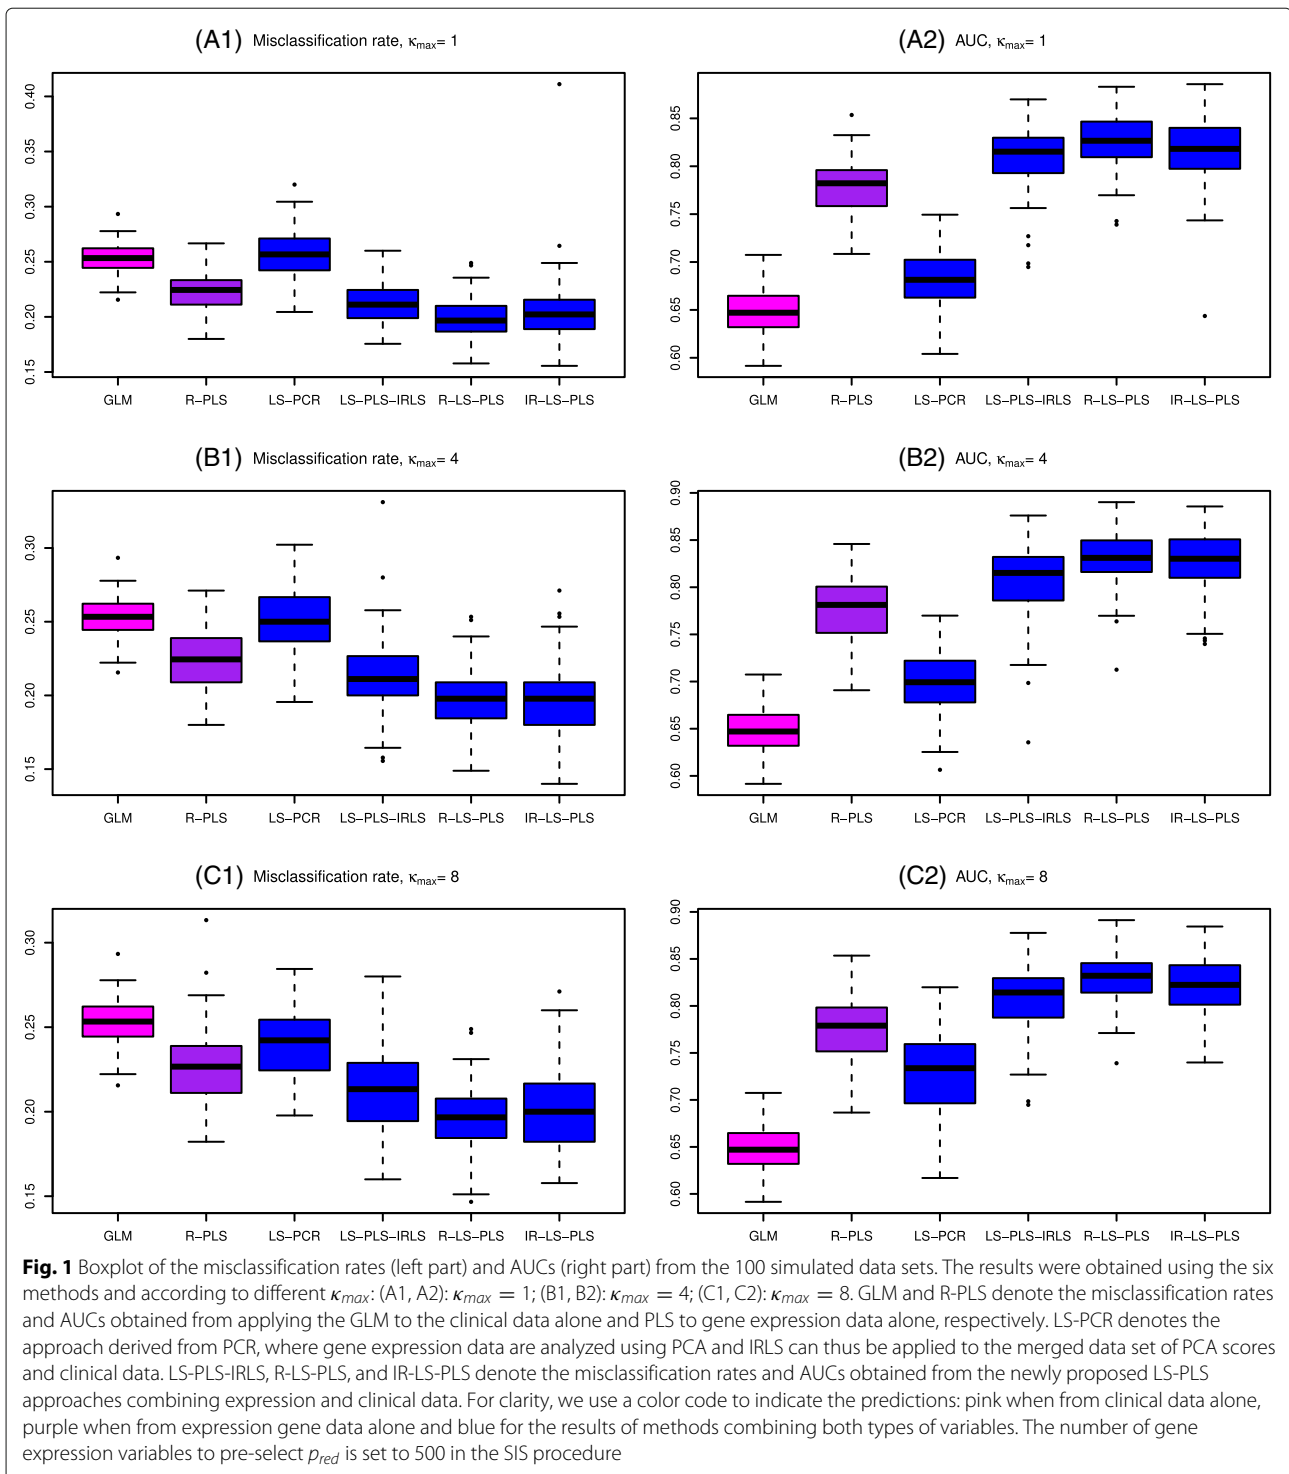 (A1) Misclassification rate, κmax= 1
0.15 0.20 0.25 0.30 0.35 0.40
GLM R−PLS LS−PCR LS−PLS−IRLS R−LS−PLS IR−LS−PLS
(A2) AUC, κmax= 1
0.60 0.65 0.70 0.75 0.80 0.85
GLM R−PLS LS−PCR LS−PLS−IRLS R−LS−PLS IR−LS−PLS
(B1) Misclassification rate, κmax= 4
0.15 0.20 0.25 0.30
GLM R−PLS LS−PCR LS−PLS−IRLS R−LS−PLS IR−LS−PLS
(B2) AUC, κmax= 4
0.60 0.65 0.70 0.75 0.80 0.85 0.90
GLM R−PLS LS−PCR LS−PLS−IRLS R−LS−PLS IR−LS−PLS
(C1) Misclassification rate, κmax= 8
0.15 0.20 0.25 0.30
GLM R−PLS LS−PCR LS−PLS−IRLS R−LS−PLS IR−LS−PLS
(C2) AUC, κmax= 8
0.60 0.65 0.70 0.75 0.80 0.85 0.90
GLM R−PLS LS−PCR LS−PLS−IRLS R−LS−PLS IR−LS−PLS
Fig. 1 Boxplot of the misclassification rates (left part) and AUCs (right part) from the 100 simulated data sets. The results were obtained using the six
methods and according to different κmax: (A1, A2): κmax = 1; (B1, B2): κmax = 4; (C1, C2): κmax = 8. GLM and R-PLS denote the misclassification rates
and AUCs obtained from applying the GLM to the clinical data alone and PLS to gene expression data alone, respectively. LS-PCR denotes the
approach derived from PCR, where gene expression data are analyzed using PCA and IRLS can thus be applied to the merged data set of PCA scores
and clinical data. LS-PLS-IRLS, R-LS-PLS, and IR-LS-PLS denote the misclassification rates and AUCs obtained from the newly proposed LS-PLS
approaches combining expression and clinical data. For clarity, we use a color code to indicate the predictions: pink when from clinical data alone,
purple when from expression gene data alone and blue for the results of methods combining both types of variables. The number of gene
expression variables to pre-select pred is set to 500 in the SIS procedure